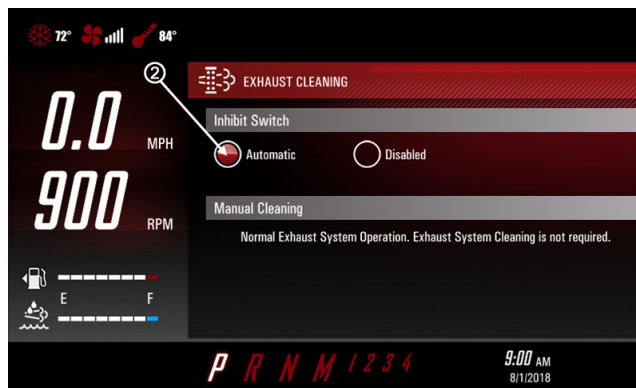 72° 84°
2
EXHAUST CLEANING
Inhibit Switch
Automatic Disabled
Manual Cleaning
Normal Exhaust System Operation. Exhaust System Cleaning is not required.
0.0 MPH
900 RPM
E F
P R N M 1 2 3 4
9:00 AM
8/1/2018